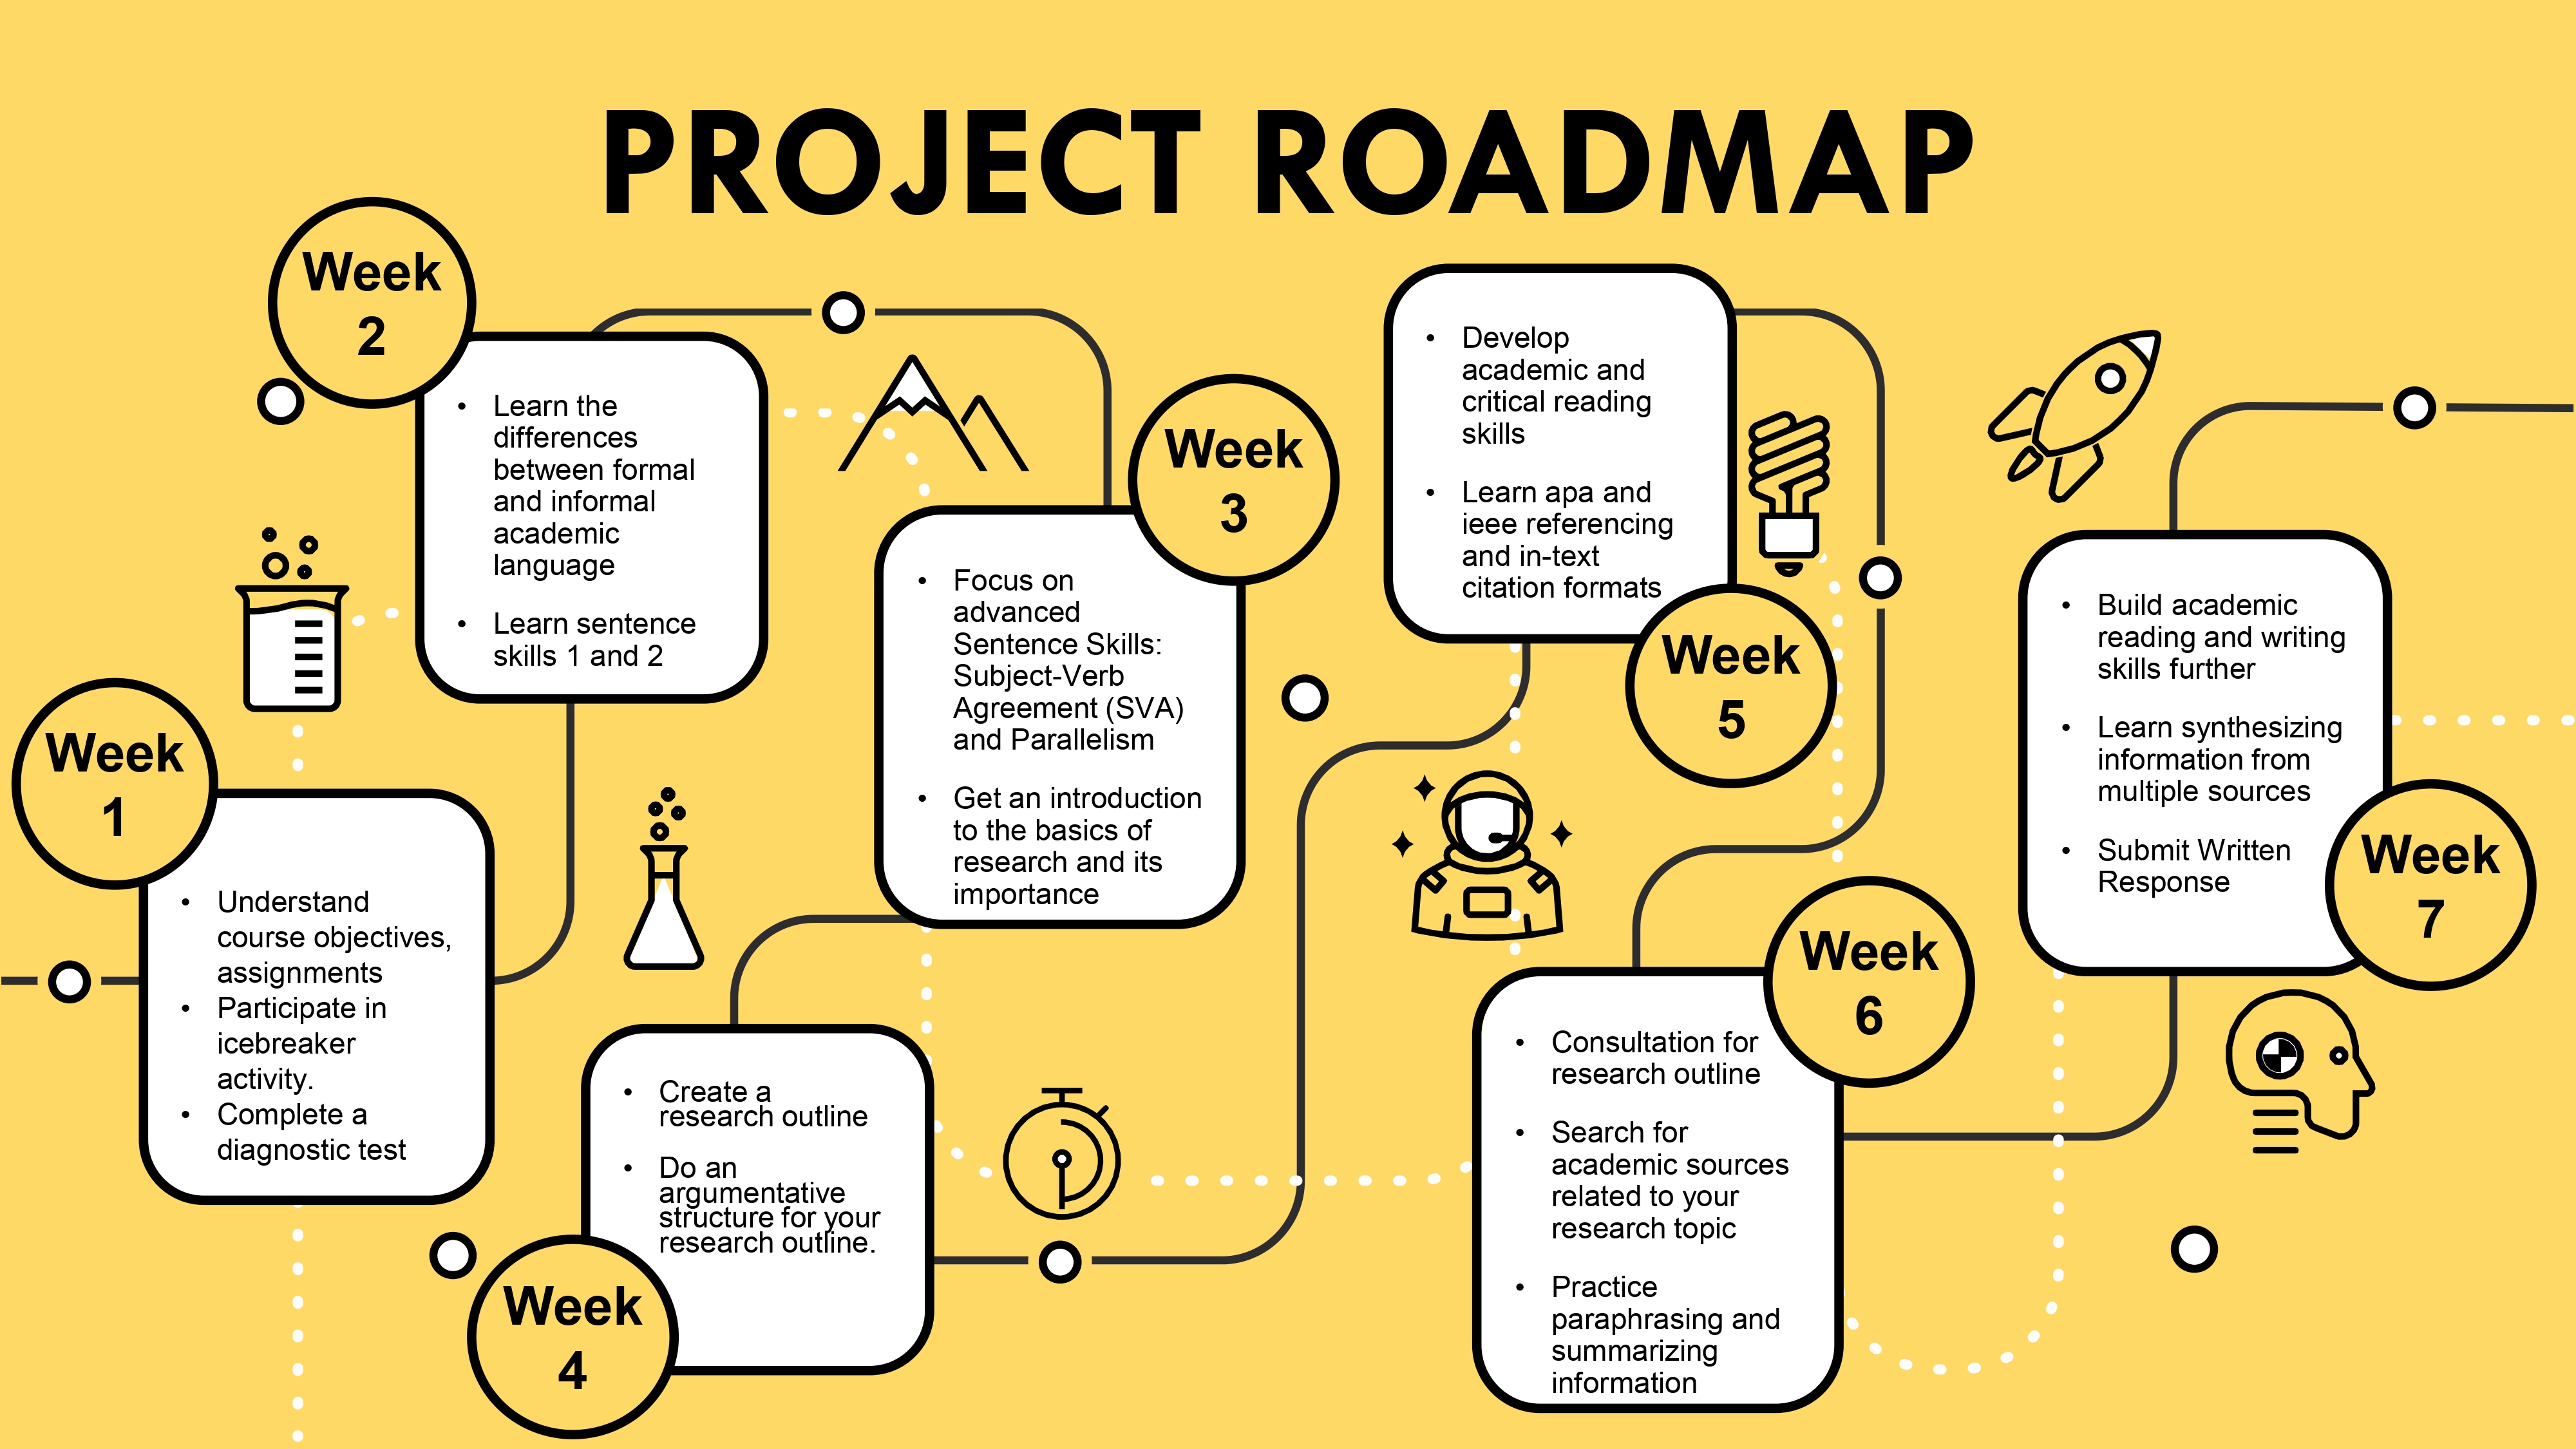 PROJECT ROADMAP
Week
1
• Understand
course objectives,
assignments
• Participate in
icebreaker
activity.
• Complete a
diagnostic test
Week
2
• Learn the
differences
between formal
and informal
academic
language
• Learn sentence
skills 1 and 2
Week
3
• Focus on
advanced
Sentence Skills:
Subject-Verb
Agreement (SVA)
and Parallelism
• Get an introduction
to the basics of
research and its
importance
Week
4
• Create a
research outline
• Do an
argumentative
structure for your
research outline.
Week
5
• Develop
academic and
critical reading
skills
• Learn apa and
ieee referencing
and in-text
citation formats
Week
6
• Consultation for
research outline
• Search for
academic sources
related to your
research topic
• Practice
paraphrasing and
summarizing
information
Week
7
• Build academic
reading and writing
skills further
• Learn synthesizing
information from
multiple sources
• Submit Written
Response